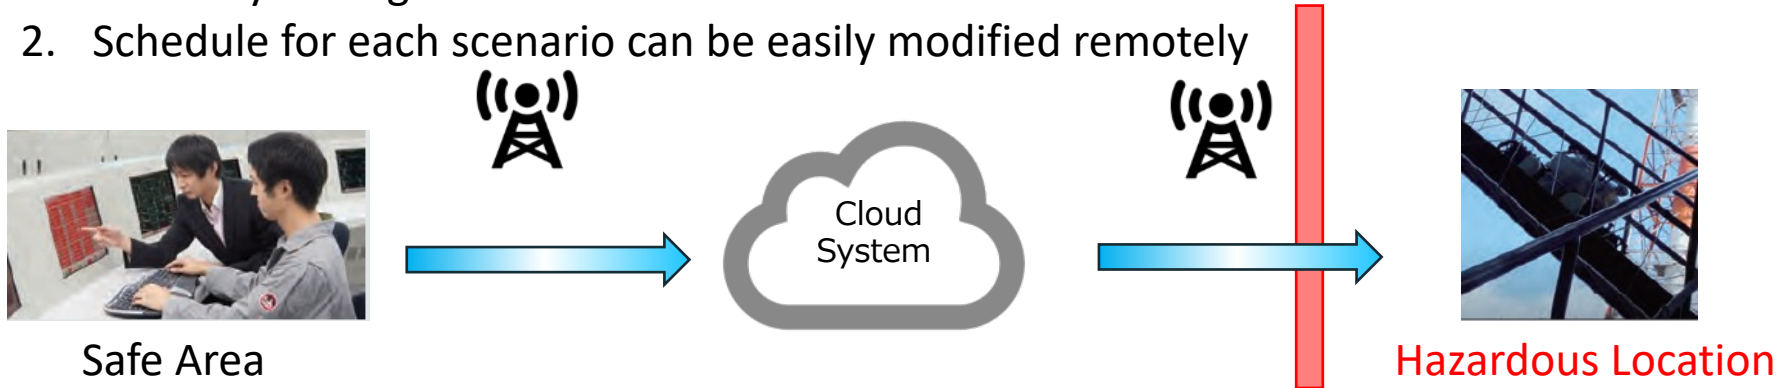 2. Schedule for each scenario can be easily modified remotely
Cloud
System
Safe Area
Hazardous Location